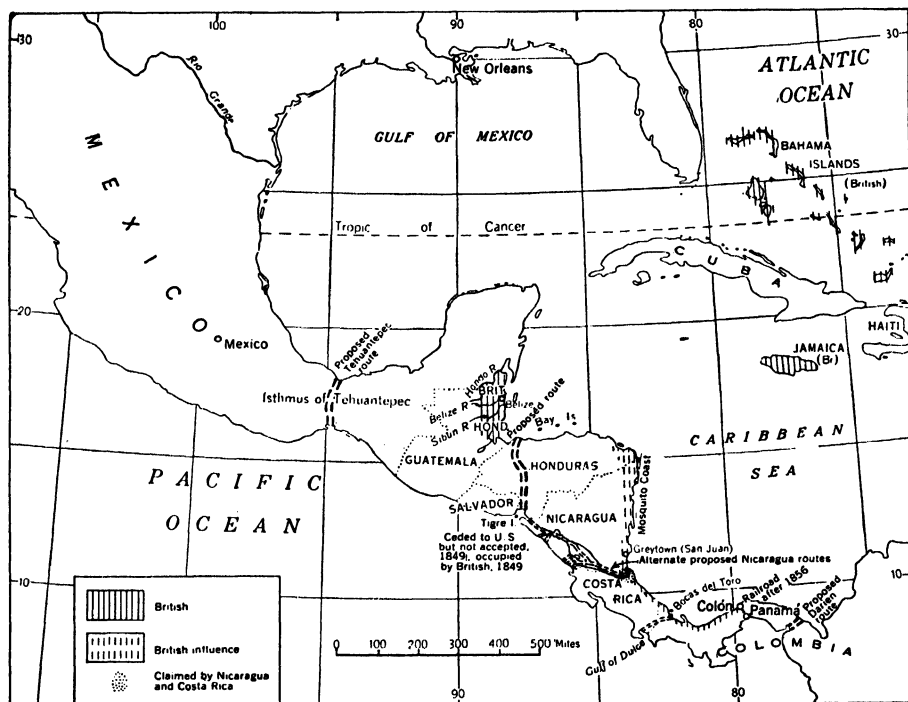 100
90
80
30
30
New Orleans
Rio Grande
ATLANTIC
OCEAN
GULF OF MEXICO
BAHAMA
ISLANDS
(British)
MEXICO
Tropic of Cancer
CUBA
20
20
HAITI
Mexico
Proposed
Tehuantepec
route
JAMAICA
(Br)
Isthmus of Tehuantepec
Hondo R
BRIT
Belize R
Belize
Sibun R
HOND
Proposed route
Bay Is
GUATEMALA
HONDURAS
CARIBBEAN
SEA
PACIFIC
OCEAN
SALVADOR
NICARAGUA
Mosquito Coast
Tigre I
Ceded to U.S
but not accepted,
1849, occupied
by British, 1849
Greytown (San Juan)
Alternate proposed Nicaragua routes
10
10
COSTA
RICA
Bocas del Toro
Colón
Railroad
after 1856
Panama
Proposed
Darien
route
Gulf of Dulce
COLOMBIA
British
British influence
Claimed by Nicaragua
and Costa Rica
0 100 200 300 400 500 Miles
90
80